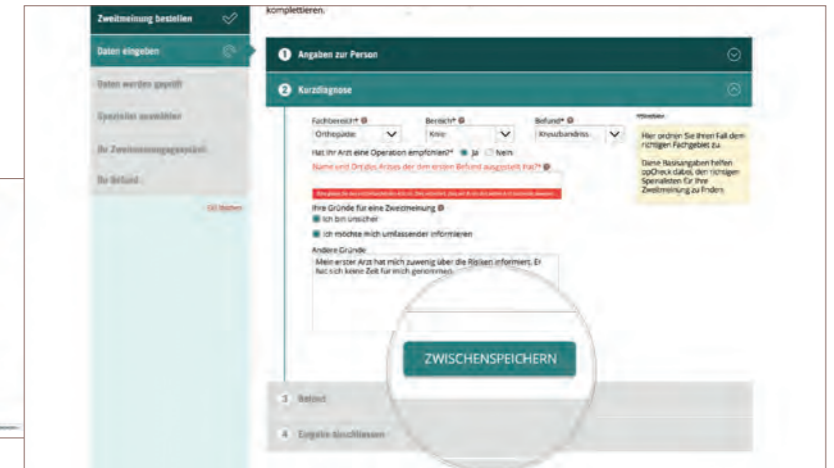 komplettieren.
Zweitmeinung bestellen
Daten eingeben
Daten werden geprüft
Spezialist auswählen
Ihr Zweitmeinungsgespräch
Ihr Befund
1 Angaben zur Person
2 Kurzdiagnose
Fachbereich* Bereich* Befund*
Orthopädie Knie Kreuzbandriss
Hat Ihr Arzt eine Operation empfohlen?* Ja Nein
Name und Ort des Arztes der den ersten Befund ausgestellt hat?*
Ihre Gründe für eine Zweitmeinung
Ich bin unsicher
Ich möchte mich umfassender informieren
Andere Gründe
Mein erster Arzt hat mich zuwenig über die Risiken informiert. Er
hat sich keine Zeit für mich genommen.
Hier ordnen Sie Ihren Fall dem
richtigen Fachgebiet zu.
Diese Basisangaben helfen
opCheck dabei, den richtigen
Spezialisten für Ihre
Zweitmeinung zu finden.
ZWISCHENSPEICHERN
3 Befund
4 Eingabe abschliessen